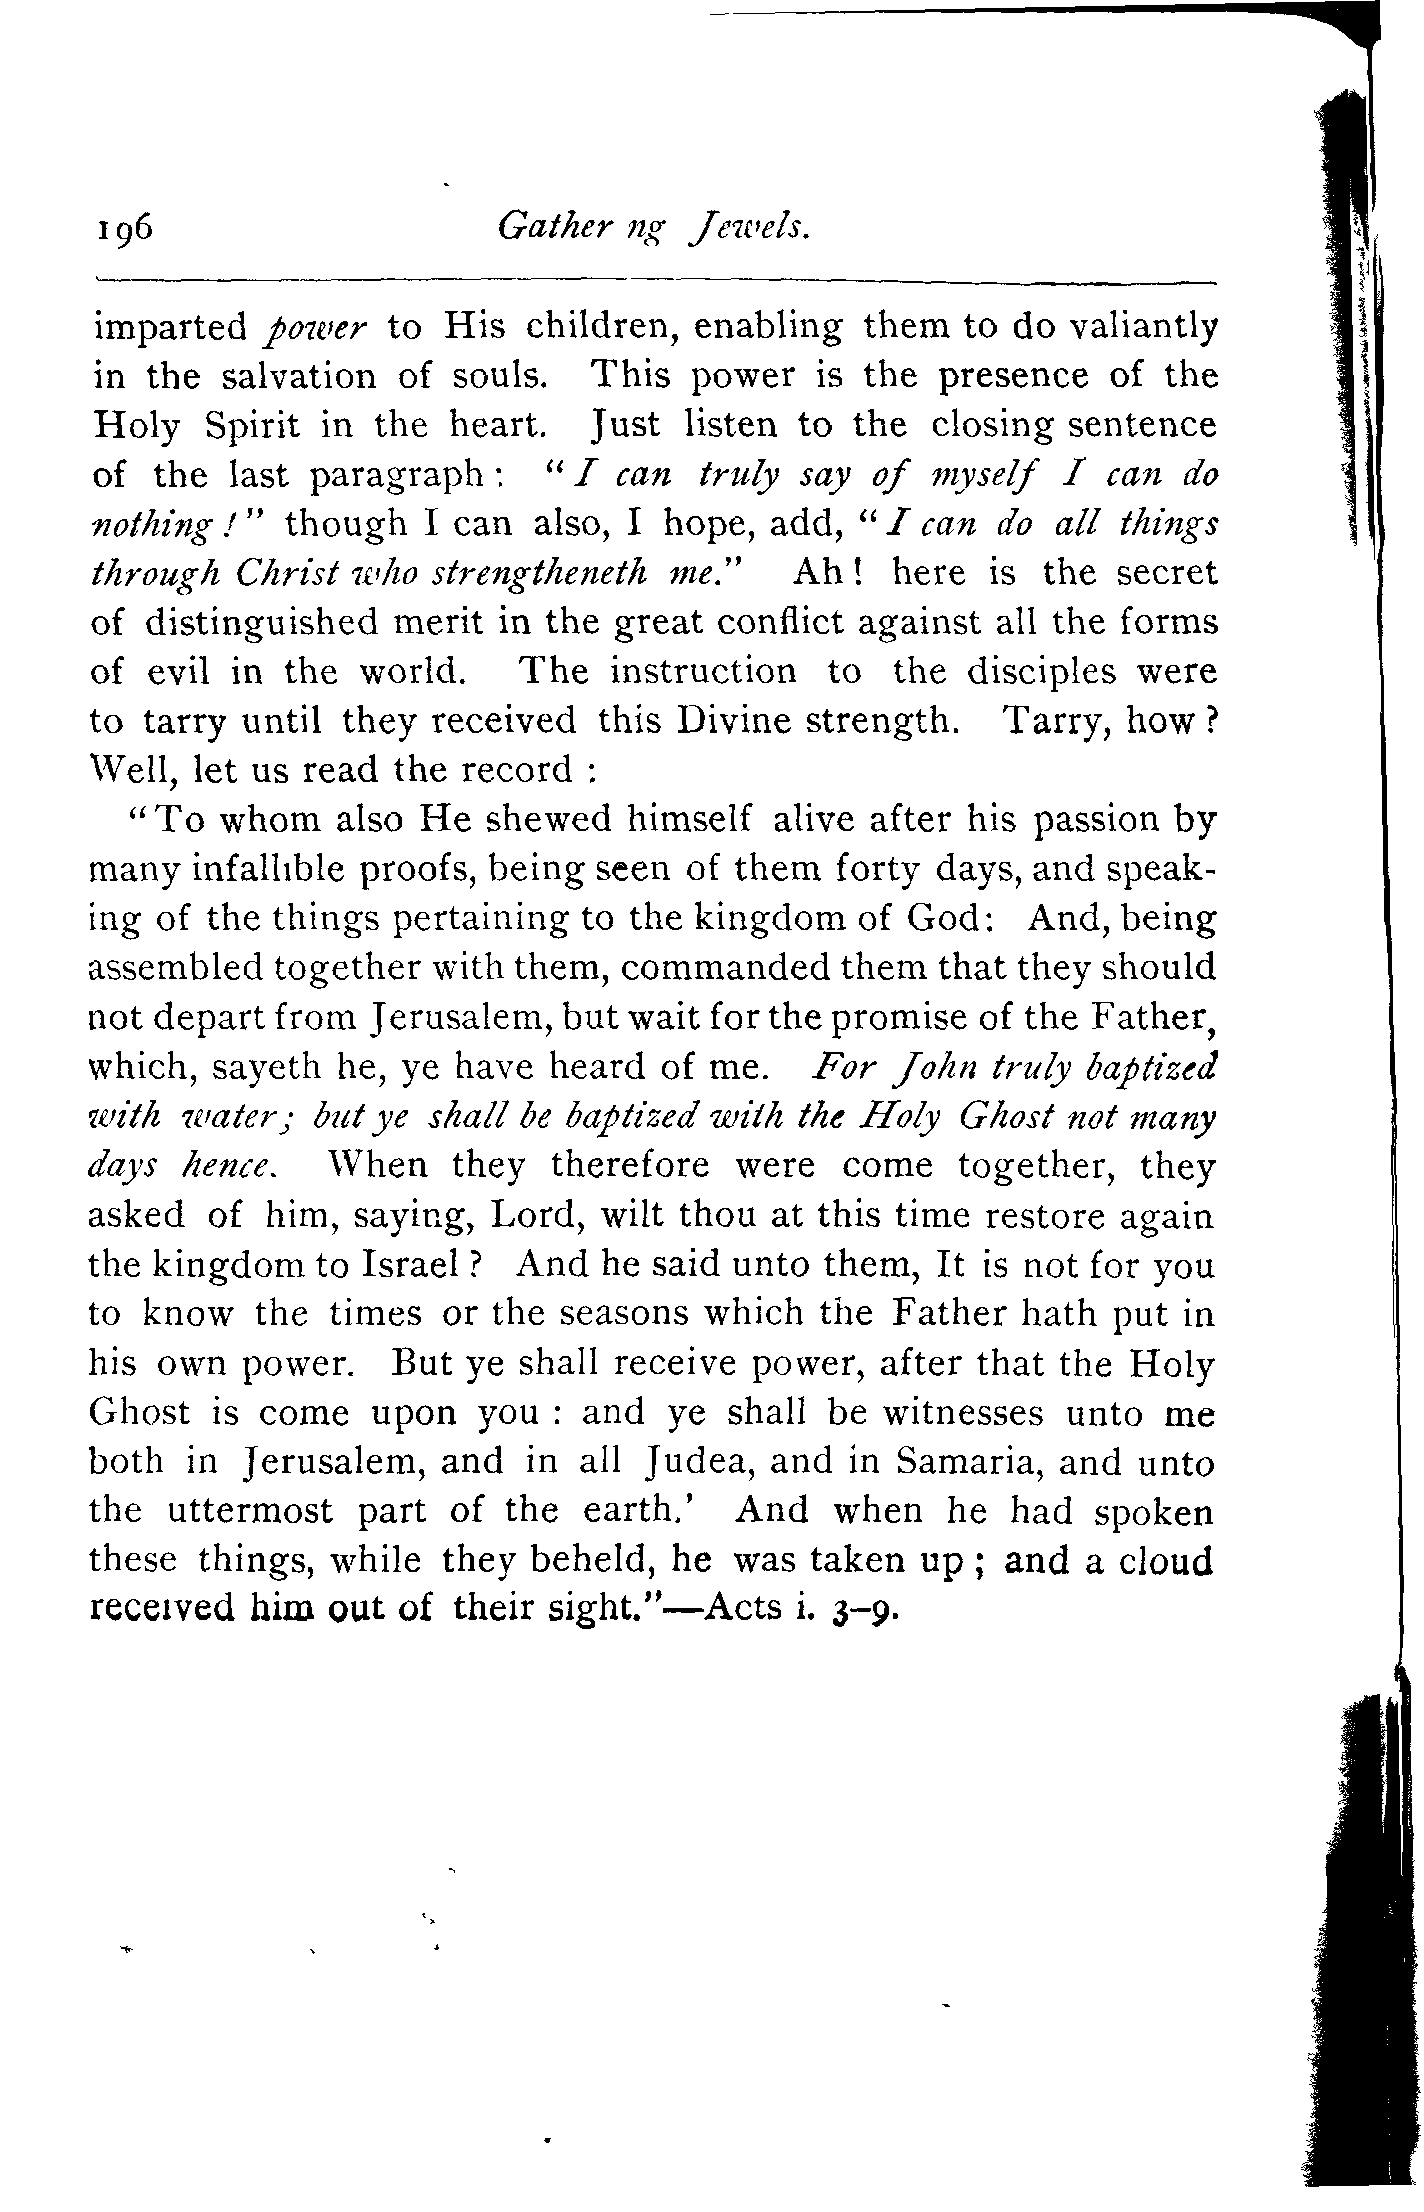 196 Gather ng Jewels.
imparted power to His children, enabling them to do valiantly
in the salvation of souls. This power is the presence of the
Holy Spirit in the heart. Just listen to the closing sentence
of the last paragraph : " I can truly say of myself I can do
nothing ! " though I can also, I hope, add, " I can do all things
through Christ who strengtheneth me." Ah ! here is the secret
of distinguished merit in the great conflict against all the forms
of evil in the world. The instruction to the disciples were
to tarry until they received this Divine strength. Tarry, how ?
Well, let us read the record :
" To whom also He shewed himself alive after his passion by
many infallible proofs, being seen of them forty days, and speak-
ing of the things pertaining to the kingdom of God: And, being
assembled together with them, commanded them that they should
not depart from Jerusalem, but wait for the promise of the Father,
which, sayeth he, ye have heard of me. For John truly baptized
with water; but ye shall be baptized with the Holy Ghost not many
days hence. When they therefore were come together, they
asked of him, saying, Lord, wilt thou at this time restore again
the kingdom to Israel ? And he said unto them, It is not for you
to know the times or the seasons which the Father hath put in
his own power. But ye shall receive power, after that the Holy
Ghost is come upon you : and ye shall be witnesses unto me
both in Jerusalem, and in all Judea, and in Samaria, and unto
the uttermost part of the earth.' And when he had spoken
these things, while they beheld, he was taken up ; and a cloud
received him out of their sight."—Acts i. 3–9.